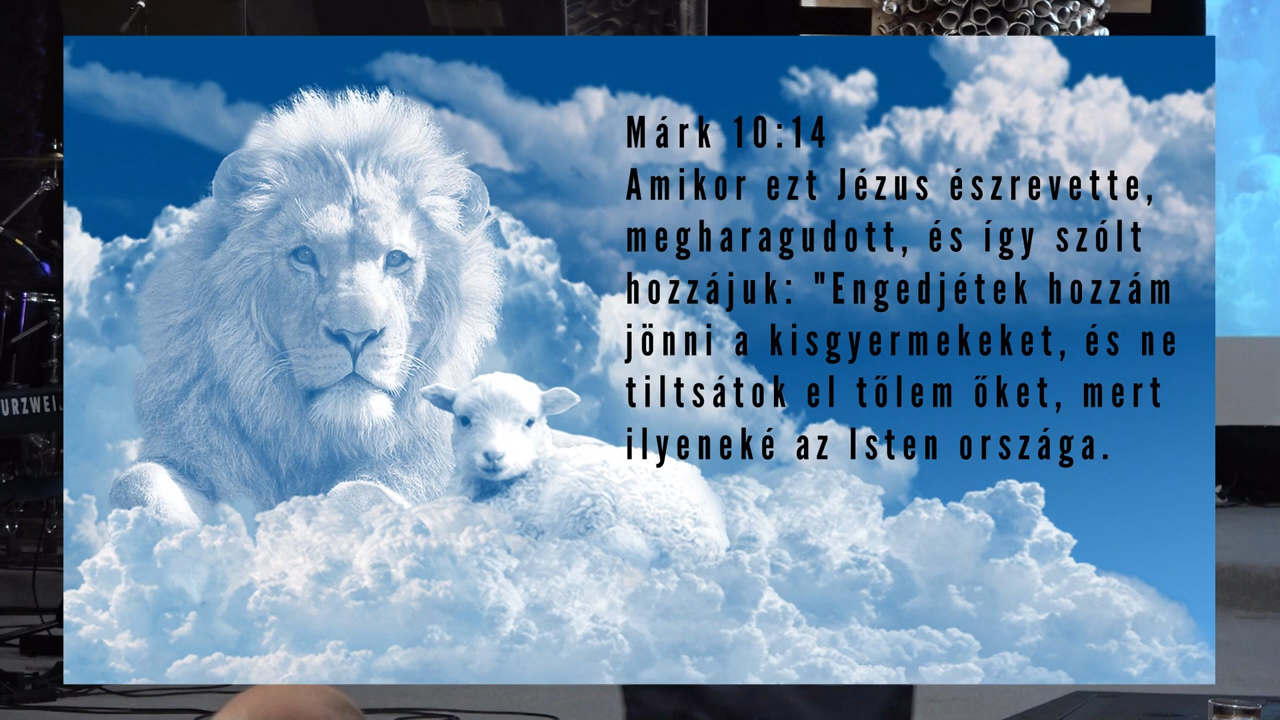 Márk 10:14
Amikor ezt Jézus észrevette,
megharagudott, és így szólt
hozzájuk: "Engedjétek hozzám
jönni a kisgyermekeket, és ne
tiltsátok el tőlem őket, mert
ilyeneké az Isten országa.
URZWEI